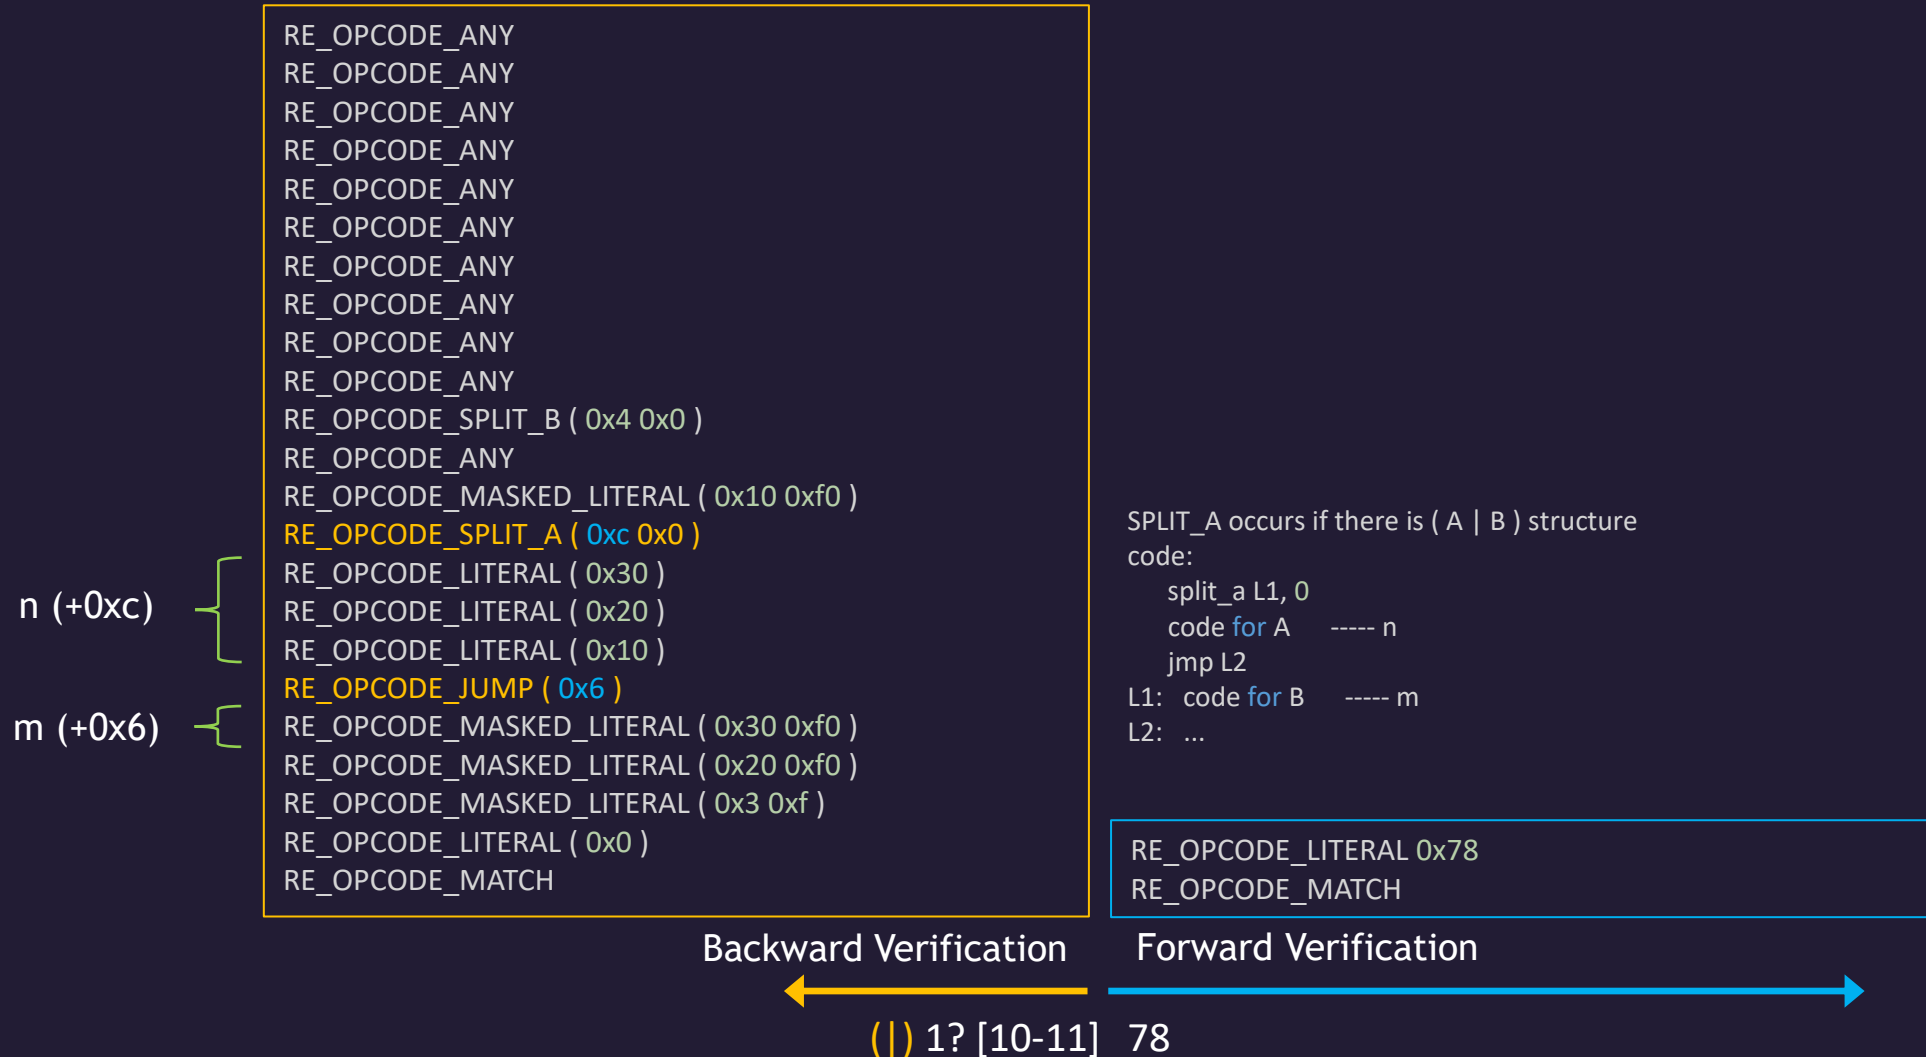 RE_OPCODE_ANY
RE_OPCODE_ANY
RE_OPCODE_ANY
RE_OPCODE_ANY
RE_OPCODE_ANY
RE_OPCODE_ANY
RE_OPCODE_ANY
RE_OPCODE_ANY
RE_OPCODE_ANY
RE_OPCODE_ANY
RE_OPCODE_SPLIT_B ( 0x4 0x0 )
RE_OPCODE_ANY
RE_OPCODE_MASKED_LITERAL ( 0x10 0xf0 )
RE_OPCODE_SPLIT_A ( 0xc 0x0 )
RE_OPCODE_LITERAL ( 0x30 )
RE_OPCODE_LITERAL ( 0x20 )
RE_OPCODE_LITERAL ( 0x10 )
RE_OPCODE_JUMP ( 0x6 )
RE_OPCODE_MASKED_LITERAL ( 0x30 0xf0 )
RE_OPCODE_MASKED_LITERAL ( 0x20 0xf0 )
RE_OPCODE_MASKED_LITERAL ( 0x3 0xf )
RE_OPCODE_LITERAL ( 0x0 )
RE_OPCODE_MATCH
n (+0xc)
m (+0x6)
SPLIT_A occurs if there is ( A | B ) structure
code:
split_a L1, 0
code for A ----- n
jmp L2
L1: code for B ----- m
L2: ...
RE_OPCODE_LITERAL 0x78
RE_OPCODE_MATCH
Backward Verification
Forward Verification
(|) 1? [10-11] 78